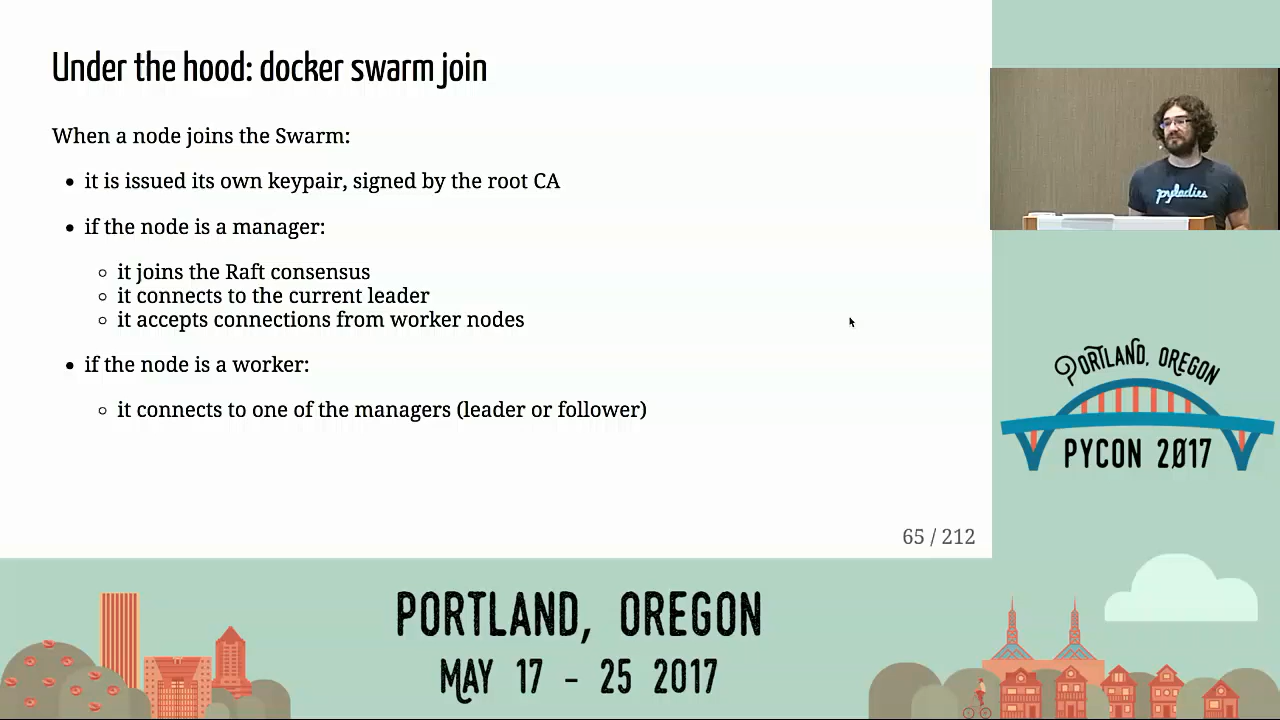 Under the hood: docker swarm join
When a node joins the Swarm:
it is issued its own keypair, signed by the root CA
if the node is a manager:
it joins the Raft consensus
it connects to the current leader
it accepts connections from worker nodes
if the node is a worker:
it connects to one of the managers (leader or follower)
65 / 212
pyladies
PORTLAND, OREGON
PYCON 2017
PORTLAND, OREGON
MAY 17 - 25 2017